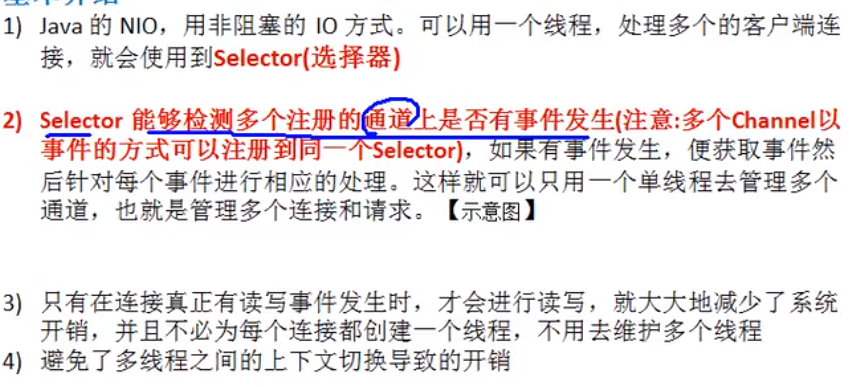 1) Java 的 NIO，用非阻塞的 IO 方式。可以用一个线程，处理多个的客户端连
接，就会使用到Selector(选择器)
2) Selector 能够检测多个注册的通道上是否有事件发生(注意:多个Channel以
事件的方式可以注册到同一个Selector)，如果有事件发生，便获取事件然
后针对每个事件进行相应的处理。这样就可以只用一个单线程去管理多个
通道，也就是管理多个连接和请求。【示意图】
3) 只有在连接真正有读写事件发生时，才会进行读写，就大大地减少了系统
开销，并且不必为每个连接都创建一个线程，不用去维护多个线程
4) 避免了多线程之间的上下文切换导致的开销